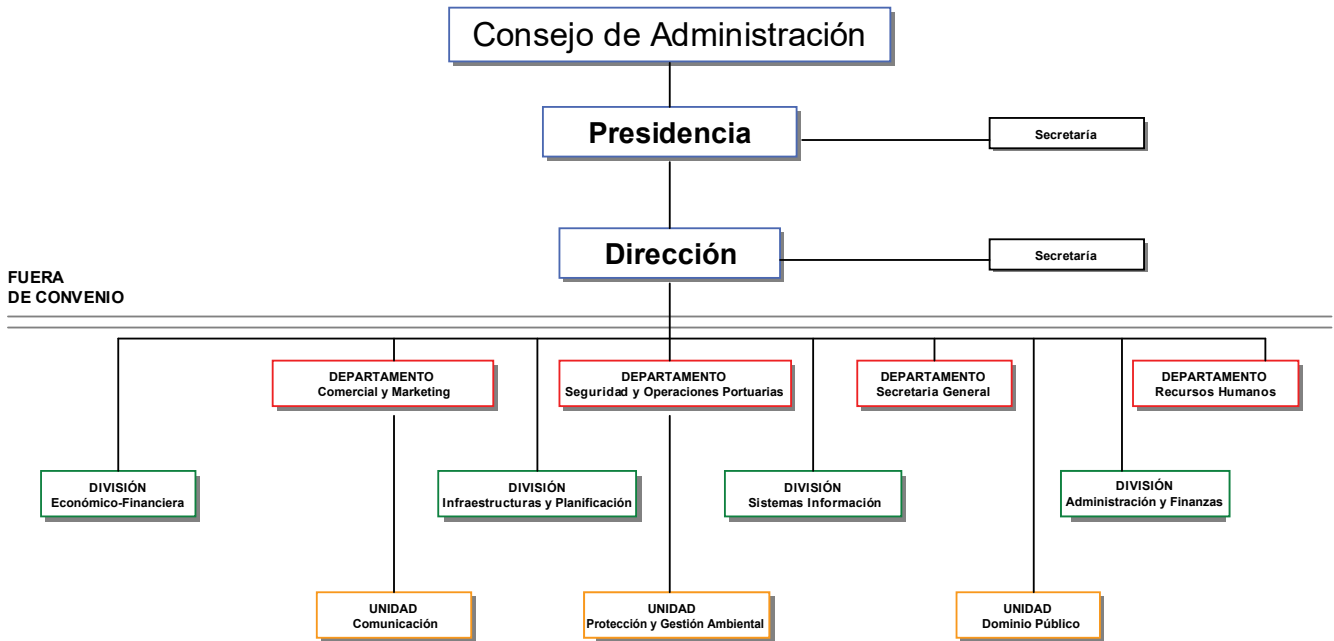 Consejo de Administración
Presidencia
Secretaría
Dirección
Secretaría
FUERA
DE CONVENIO
DEPARTAMENTO
Comercial y Marketing
DEPARTAMENTO
Seguridad y Operaciones Portuarias
DEPARTAMENTO
Secretaria General
DEPARTAMENTO
Recursos Humanos
DIVISIÓN
Económico-Financiera
DIVISIÓN
Infraestructuras y Planificación
DIVISIÓN
Sistemas Información
DIVISIÓN
Administración y Finanzas
UNIDAD
Comunicación
UNIDAD
Protección y Gestión Ambiental
UNIDAD
Dominio Público